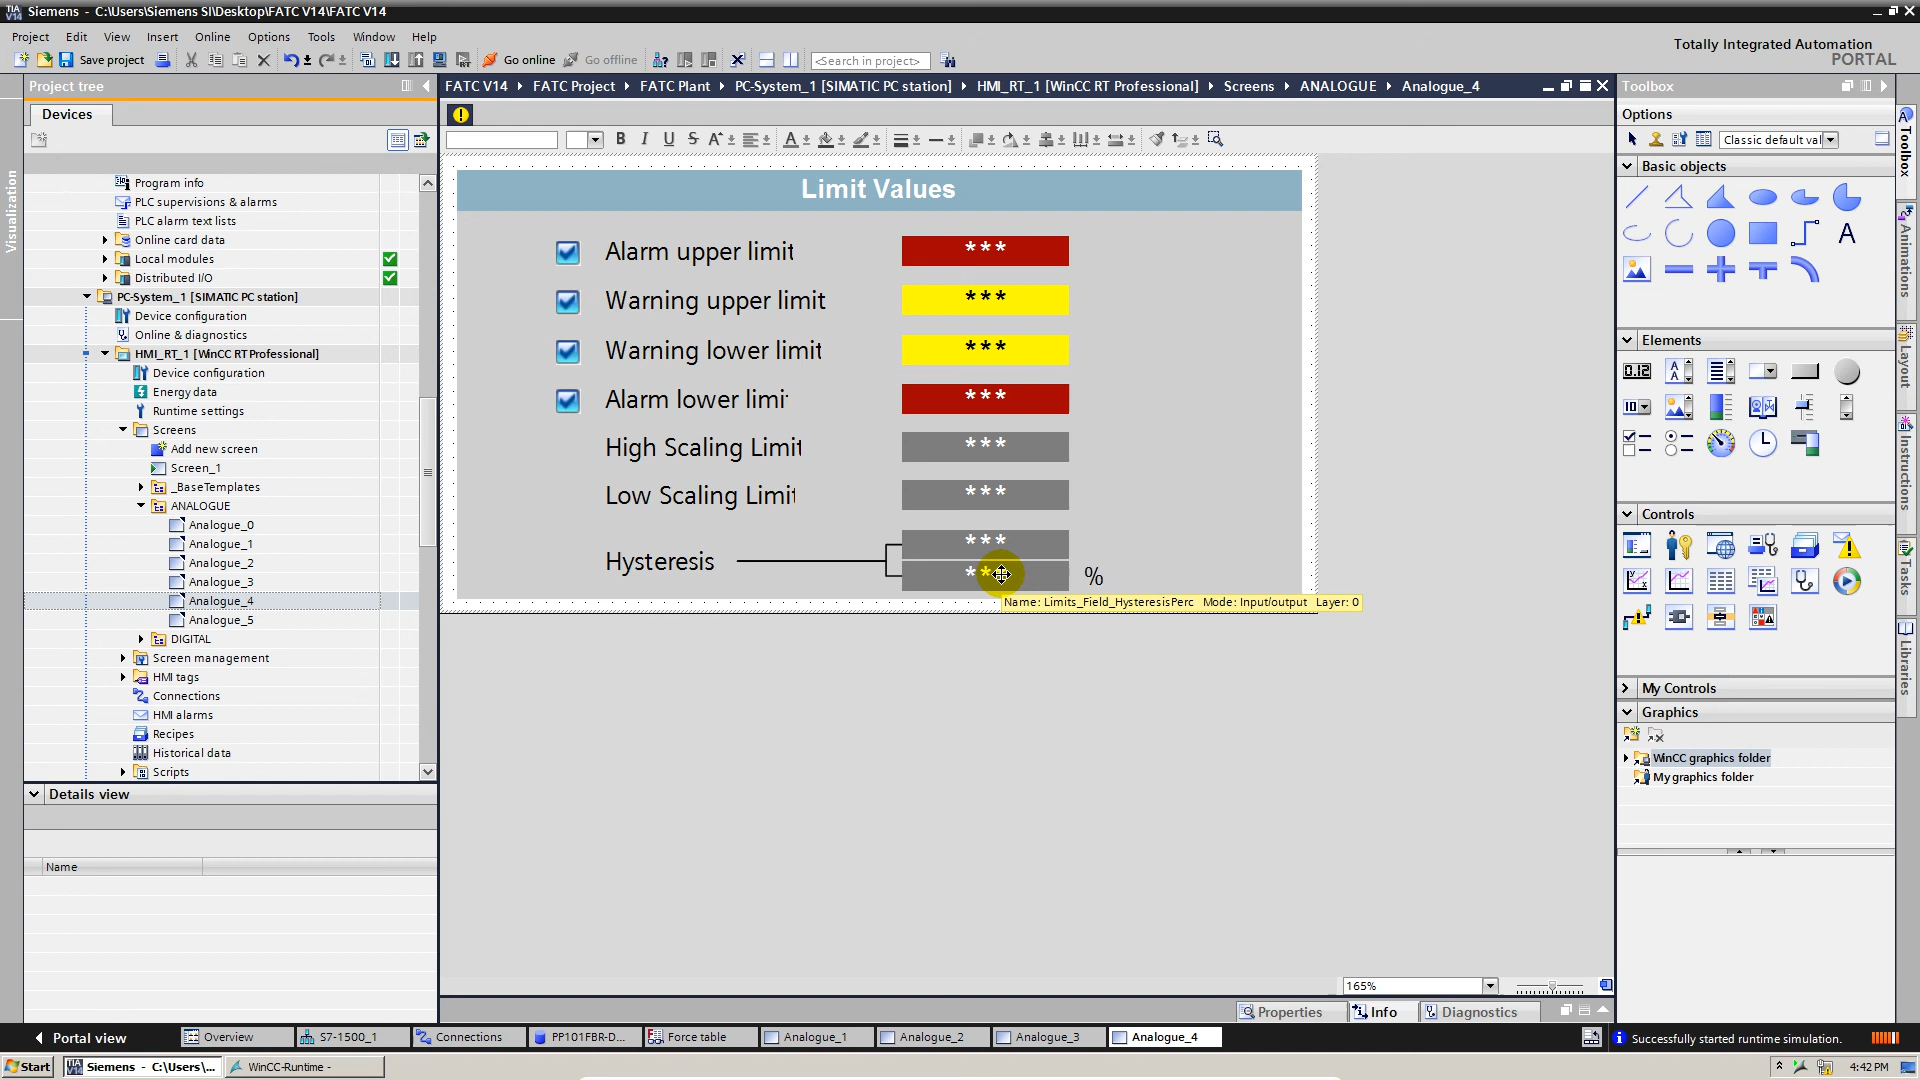 Siemens - C:\Users\Siemens SI\Desktop\FATC V14\FATC V14
Project Edit View Insert Online Options Tools Window Help
Totally Integrated Automation
PORTAL
Save project
Go online
Go offline
<Search in project>
Project tree
FATC V14 FATC Project FATC Plant PC-System_1 [SIMATIC PC station] HMI_RT_1 [WinCC RT Professional] Screens ANALOGUE Analogue_4
Toolbox
Devices
Options
Classic default val
Visualization
Program info
PLC supervisions & alarms
PLC alarm text lists
Online card data
Local modules
Distributed I/O
PC-System_1 [SIMATIC PC station]
Device configuration
Online & diagnostics
HMI_RT_1 [WinCC RT Professional]
Device configuration
Energy data
Runtime settings
Screens
Add new screen
Screen_1
_BaseTemplates
ANALOGUE
Analogue_0
Analogue_1
Analogue_2
Analogue_3
Analogue_4
Analogue_5
DIGITAL
Screen management
HMI tags
Connections
HMI alarms
Recipes
Historical data
Scripts
Details view
Name
Limit Values
Alarm upper limit ***
Warning upper limit ***
Warning lower limit ***
Alarm lower limit ***
High Scaling Limit ***
Low Scaling Limit ***
Hysteresis ***
*** %
Name: Limits_Field_HysteresisPerc Mode: Input/output Layer: 0
165%
Properties Info Diagnostics
Basic objects
Elements
Controls
My Controls
Graphics
WinCC graphics folder
My graphics folder
Toolbox
Animations
Layout
Instructions
Tasks
Libraries
Portal view
Overview S7-1500_1 Connections PP101FBR-D... Force table Analogue_1 Analogue_2 Analogue_3 Analogue_4
Successfully started runtime simulation.
Start
Siemens - C:\Users\...
WinCC-Runtime -
4:42 PM